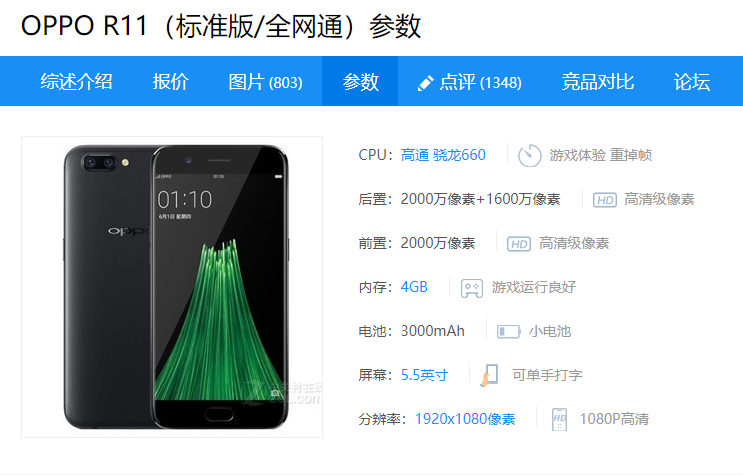 OPPO R11（标准版/全网通）参数
综述介绍 报价 图片 (803) 参数 点评 (1348) 竞品对比 论坛
CPU： 高通 骁龙660 游戏体验 重掉帧
后置： 2000万像素+1600万像素 HD 高清级像素
前置： 2000万像素 HD 高清级像素
内存： 4GB 游戏运行良好
电池： 3000mAh 小电池
屏幕： 5.5英寸 可单手打字
分辨率： 1920x1080像素 HD 1080P高清
OPPO 01:10
01:10
6月1日 星期四
oppo